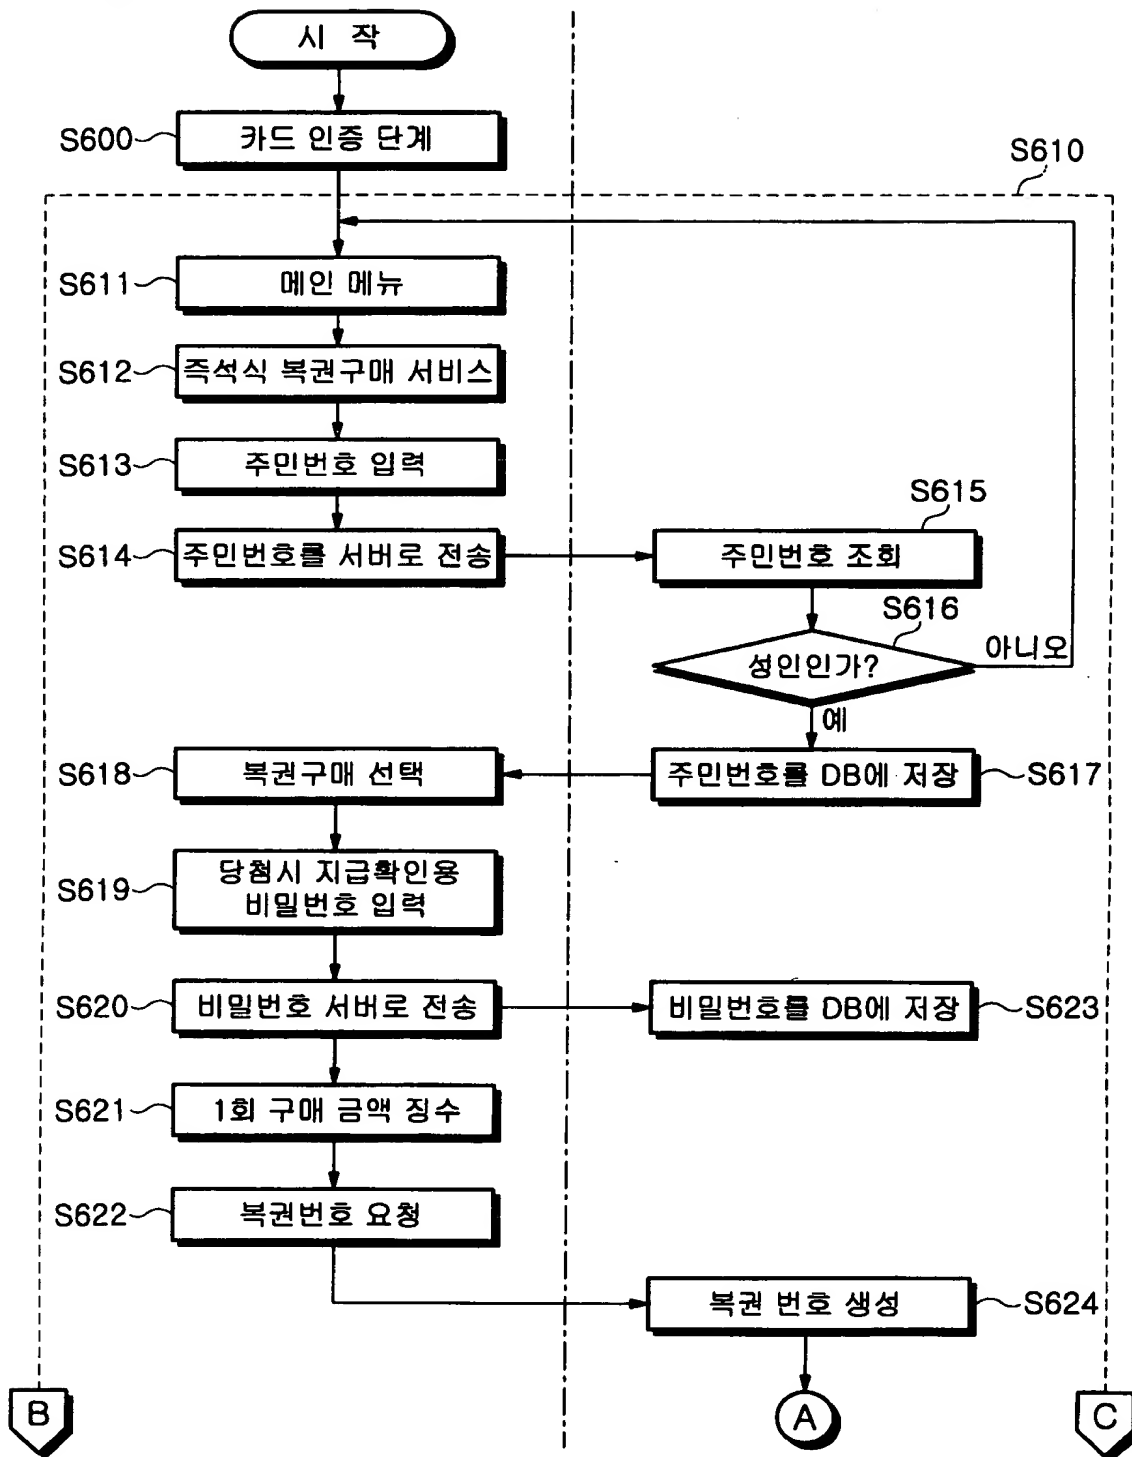 시 작
S600
카드 인증 단계
S610
S611
메인 메뉴
S612
즉석식 복권구매 서비스
S613
주민번호 입력
S614
주민번호를 서버로 전송
S615
주민번호 조회
S616
성인인가?
아니오
예
S618
복권구매 선택
주민번호를 DB에 저장
S617
S619
당첨시 지급확인용
비밀번호 입력
S620
비밀번호 서버로 전송
비밀번호를 DB에 저장
S623
S621
1회 구매 금액 징수
S622
복권번호 요청
복권 번호 생성
S624
B
A
C